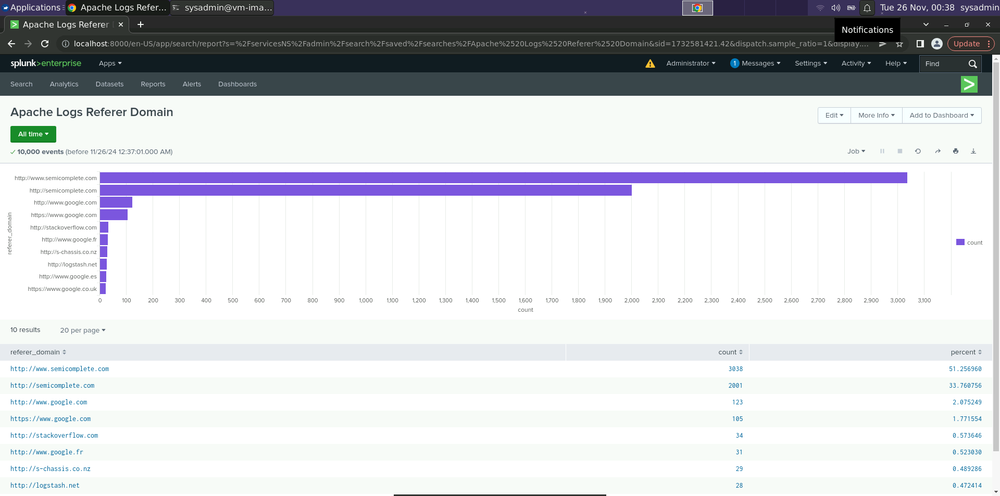 Applications Apache Logs Refer... sysadmin@vm-ima... Tue 26 Nov, 00:38 sysadmin
Apache Logs Referer
Notifications
localhost:8000/en-US/app/search/report?s=%2FservicesNS%2Fadmin%2Fsearch%2Fsaved%2Fsearches%2FApache%2520Logs%2520Referer%2520Domain&sid=1732581421.42&dispatch.sample_ratio=1&display.... Update
splunk>enterprise Apps Administrator 1 Messages Settings Activity Help Find
Search Analytics Datasets Reports Alerts Dashboards
Apache Logs Referer Domain
Edit More Info Add to Dashboard
All time
10,000 events (before 11/26/24 12:37:01.000 AM) Job
referer_domain
http://www.semicomplete.com
http://semicomplete.com
http://www.google.com
https://www.google.com
http://stackoverflow.com
http://www.google.fr
http://s-chassis.co.nz
http://logstash.net
http://www.google.es
https://www.google.co.uk
count
0 100 200 300 400 500 600 700 800 900 1,000 1,100 1,200 1,300 1,400 1,500 1,600 1,700 1,800 1,900 2,000 2,100 2,200 2,300 2,400 2,500 2,600 2,700 2,800 2,900 3,000 3,100
count
10 results 20 per page
referer_domain count percent
http://www.semicomplete.com 3038 51.256960
http://semicomplete.com 2001 33.760756
http://www.google.com 123 2.075249
https://www.google.com 105 1.771554
http://stackoverflow.com 34 0.573646
http://www.google.fr 31 0.523030
http://s-chassis.co.nz 29 0.489286
http://logstash.net 28 0.472414